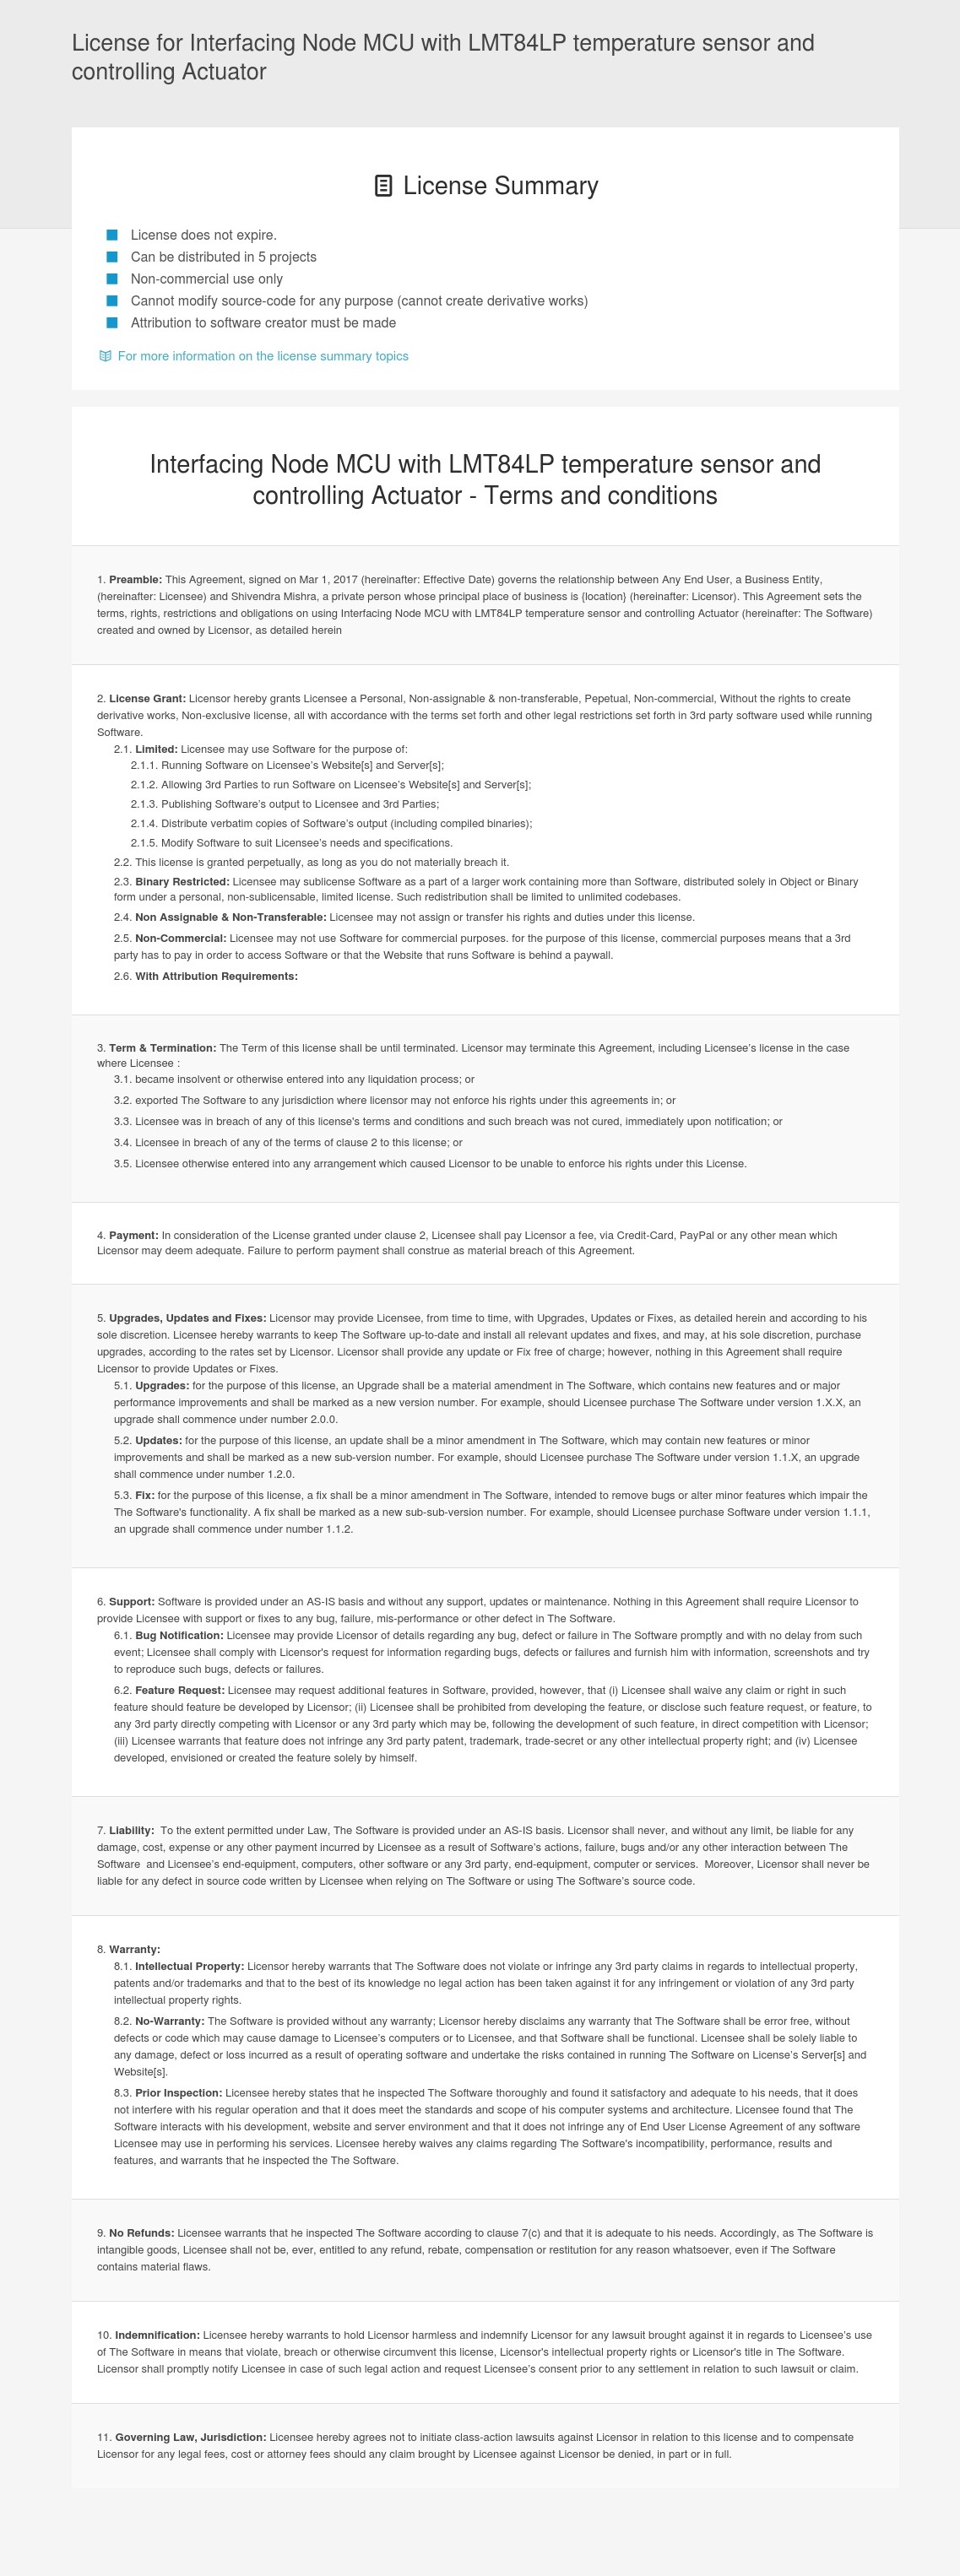 License for Interfacing Node MCU with LMT84LP temperature sensor and
controlling Actuator
License Summary
License does not expire.
Can be distributed in 5 projects
Non-commercial use only
Cannot modify source-code for any purpose (cannot create derivative works)
Attribution to software creator must be made
For more information on the license summary topics
Interfacing Node MCU with LMT84LP temperature sensor and
controlling Actuator - Terms and conditions
1. Preamble: This Agreement, signed on Mar 1, 2017 (hereinafter: Effective Date) governs the relationship between Any End User, a Business Entity,
(hereinafter: Licensee) and Shivendra Mishra, a private person whose principal place of business is {location} (hereinafter: Licensor). This Agreement sets the
terms, rights, restrictions and obligations on using Interfacing Node MCU with LMT84LP temperature sensor and controlling Actuator (hereinafter: The Software)
created and owned by Licensor, as detailed herein
2. License Grant: Licensor hereby grants Licensee a Personal, Non-assignable & non-transferable, Pepetual, Non-commercial, Without the rights to create
derivative works, Non-exclusive license, all with accordance with the terms set forth and other legal restrictions set forth in 3rd party software used while running
Software.
2.1. Limited: Licensee may use Software for the purpose of:
2.1.1. Running Software on Licensee's Website[s] and Server[s];
2.1.2. Allowing 3rd Parties to run Software on Licensee's Website[s] and Server[s];
2.1.3. Publishing Software's output to Licensee and 3rd Parties;
2.1.4. Distribute verbatim copies of Software's output (including compiled binaries);
2.1.5. Modify Software to suit Licensee's needs and specifications.
2.2. This license is granted perpetually, as long as you do not materially breach it.
2.3. Binary Restricted: Licensee may sublicense Software as a part of a larger work containing more than Software, distributed solely in Object or Binary
form under a personal, non-sublicensable, limited license. Such redistribution shall be limited to unlimited codebases.
2.4. Non Assignable & Non-Transferable: Licensee may not assign or transfer his rights and duties under this license.
2.5. Non-Commercial: Licensee may not use Software for commercial purposes. for the purpose of this license, commercial purposes means that a 3rd
party has to pay in order to access Software or that the Website that runs Software is behind a paywall.
2.6. With Attribution Requirements:
3. Term & Termination: The Term of this license shall be until terminated. Licensor may terminate this Agreement, including Licensee's license in the case
where Licensee :
3.1. became insolvent or otherwise entered into any liquidation process; or
3.2. exported The Software to any jurisdiction where licensor may not enforce his rights under this agreements in; or
3.3. Licensee was in breach of any of this license's terms and conditions and such breach was not cured, immediately upon notification; or
3.4. Licensee in breach of any of the terms of clause 2 to this license; or
3.5. Licensee otherwise entered into any arrangement which caused Licensor to be unable to enforce his rights under this License.
4. Payment: In consideration of the License granted under clause 2, Licensee shall pay Licensor a fee, via Credit-Card, PayPal or any other mean which
Licensor may deem adequate. Failure to perform payment shall construe as material breach of this Agreement.
5. Upgrades, Updates and Fixes: Licensor may provide Licensee, from time to time, with Upgrades, Updates or Fixes, as detailed herein and according to his
sole discretion. Licensee hereby warrants to keep The Software up-to-date and install all relevant updates and fixes, and may, at his sole discretion, purchase
upgrades, according to the rates set by Licensor. Licensor shall provide any update or Fix free of charge; however, nothing in this Agreement shall require
Licensor to provide Updates or Fixes.
5.1. Upgrades: for the purpose of this license, an Upgrade shall be a material amendment in The Software, which contains new features and or major
performance improvements and shall be marked as a new version number. For example, should Licensee purchase The Software under version 1.X.X, an
upgrade shall commence under number 2.0.0.
5.2. Updates: for the purpose of this license, an update shall be a minor amendment in The Software, which may contain new features or minor
improvements and shall be marked as a new sub-version number. For example, should Licensee purchase The Software under version 1.1.X, an upgrade
shall commence under number 1.2.0.
5.3. Fix: for the purpose of this license, a fix shall be a minor amendment in The Software, intended to remove bugs or alter minor features which impair the
The Software's functionality. A fix shall be marked as a new sub-sub-version number. For example, should Licensee purchase Software under version 1.1.1,
an upgrade shall commence under number 1.1.2.
6. Support: Software is provided under an AS-IS basis and without any support, updates or maintenance. Nothing in this Agreement shall require Licensor to
provide Licensee with support or fixes to any bug, failure, mis-performance or other defect in The Software.
6.1. Bug Notification: Licensee may provide Licensor of details regarding any bug, defect or failure in The Software promptly and with no delay from such
event; Licensee shall comply with Licensor's request for information regarding bugs, defects or failures and furnish him with information, screenshots and try
to reproduce such bugs, defects or failures.
6.2. Feature Request: Licensee may request additional features in Software, provided, however, that (i) Licensee shall waive any claim or right in such
feature should feature be developed by Licensor; (ii) Licensee shall be prohibited from developing the feature, or disclose such feature request, or feature, to
any 3rd party directly competing with Licensor or any 3rd party which may be, following the development of such feature, in direct competition with Licensor;
(iii) Licensee warrants that feature does not infringe any 3rd party patent, trademark, trade-secret or any other intellectual property right; and (iv) Licensee
developed, envisioned or created the feature solely by himself.
7. Liability:  To the extent permitted under Law, The Software is provided under an AS-IS basis. Licensor shall never, and without any limit, be liable for any
damage, cost, expense or any other payment incurred by Licensee as a result of Software's actions, failure, bugs and/or any other interaction between The
Software  and Licensee's end-equipment, computers, other software or any 3rd party, end-equipment, computer or services.  Moreover, Licensor shall never be
liable for any defect in source code written by Licensee when relying on The Software or using The Software's source code.
8. Warranty:
8.1. Intellectual Property: Licensor hereby warrants that The Software does not violate or infringe any 3rd party claims in regards to intellectual property,
patents and/or trademarks and that to the best of its knowledge no legal action has been taken against it for any infringement or violation of any 3rd party
intellectual property rights.
8.2. No-Warranty: The Software is provided without any warranty; Licensor hereby disclaims any warranty that The Software shall be error free, without
defects or code which may cause damage to Licensee's computers or to Licensee, and that Software shall be functional. Licensee shall be solely liable to
any damage, defect or loss incurred as a result of operating software and undertake the risks contained in running The Software on License's Server[s] and
Website[s].
8.3. Prior Inspection: Licensee hereby states that he inspected The Software thoroughly and found it satisfactory and adequate to his needs, that it does
not interfere with his regular operation and that it does meet the standards and scope of his computer systems and architecture. Licensee found that The
Software interacts with his development, website and server environment and that it does not infringe any of End User License Agreement of any software
Licensee may use in performing his services. Licensee hereby waives any claims regarding The Software's incompatibility, performance, results and
features, and warrants that he inspected the The Software.
9. No Refunds: Licensee warrants that he inspected The Software according to clause 7(c) and that it is adequate to his needs. Accordingly, as The Software is
intangible goods, Licensee shall not be, ever, entitled to any refund, rebate, compensation or restitution for any reason whatsoever, even if The Software
contains material flaws.
10. Indemnification: Licensee hereby warrants to hold Licensor harmless and indemnify Licensor for any lawsuit brought against it in regards to Licensee's use
of The Software in means that violate, breach or otherwise circumvent this license, Licensor's intellectual property rights or Licensor's title in The Software.
Licensor shall promptly notify Licensee in case of such legal action and request Licensee's consent prior to any settlement in relation to such lawsuit or claim.
11. Governing Law, Jurisdiction: Licensee hereby agrees not to initiate class-action lawsuits against Licensor in relation to this license and to compensate
Licensor for any legal fees, cost or attorney fees should any claim brought by Licensee against Licensor be denied, in part or in full.